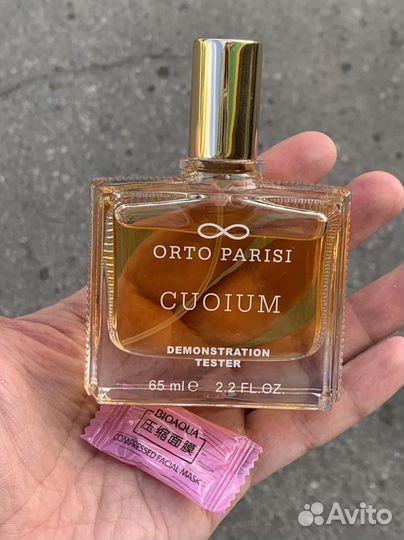 ORTO PARISI
CUOIUM
DEMONSTRATION
TESTER
65 ml ℮ 2.2 FL.OZ
BIOAQUA
压缩面膜
COMPRESSED FACIAL MASK
Avito